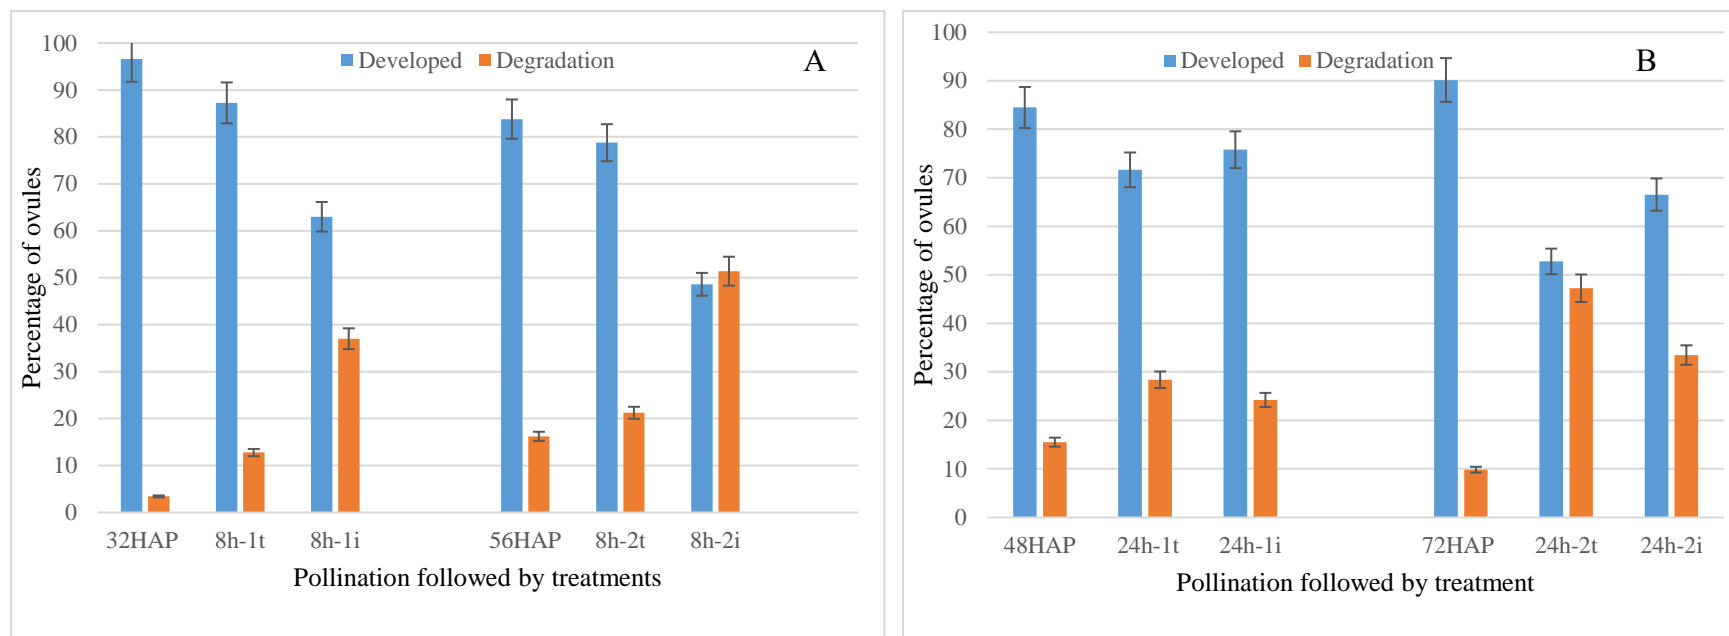 A
Developed Degradation
Percentage of ovules
100
90
80
70
60
50
40
30
20
10
0
32HAP 8h-1t 8h-1i 56HAP 8h-2t 8h-2i
Pollination followed by treatments
B
Developed Degradation
Percentage of ovules
100
90
80
70
60
50
40
30
20
10
0
48HAP 24h-1t 24h-1i 72HAP 24h-2t 24h-2i
Pollination followed by treatment